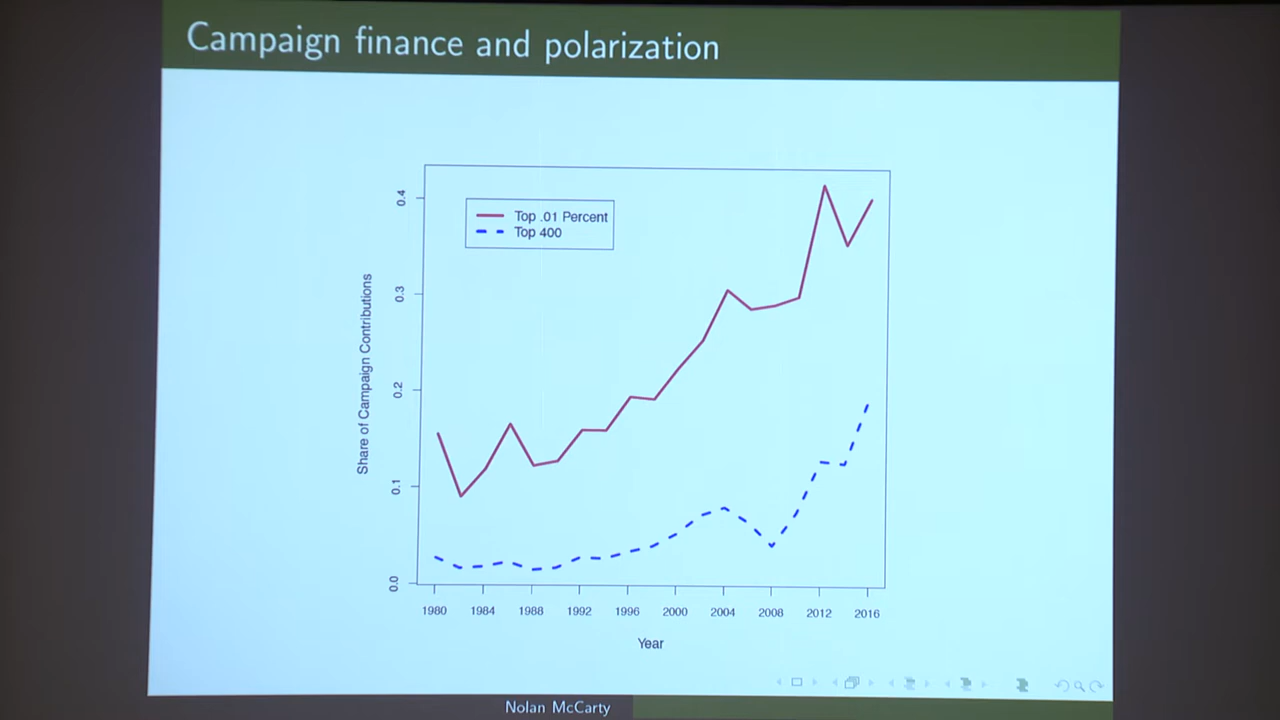 Campaign finance and polarization
Top .01 Percent
Top 400
Share of Campaign Contributions
0.4
0.3
0.2
0.1
0.0
1980 1984 1988 1992 1996 2000 2004 2008 2012 2016
Year
Nolan McCarty